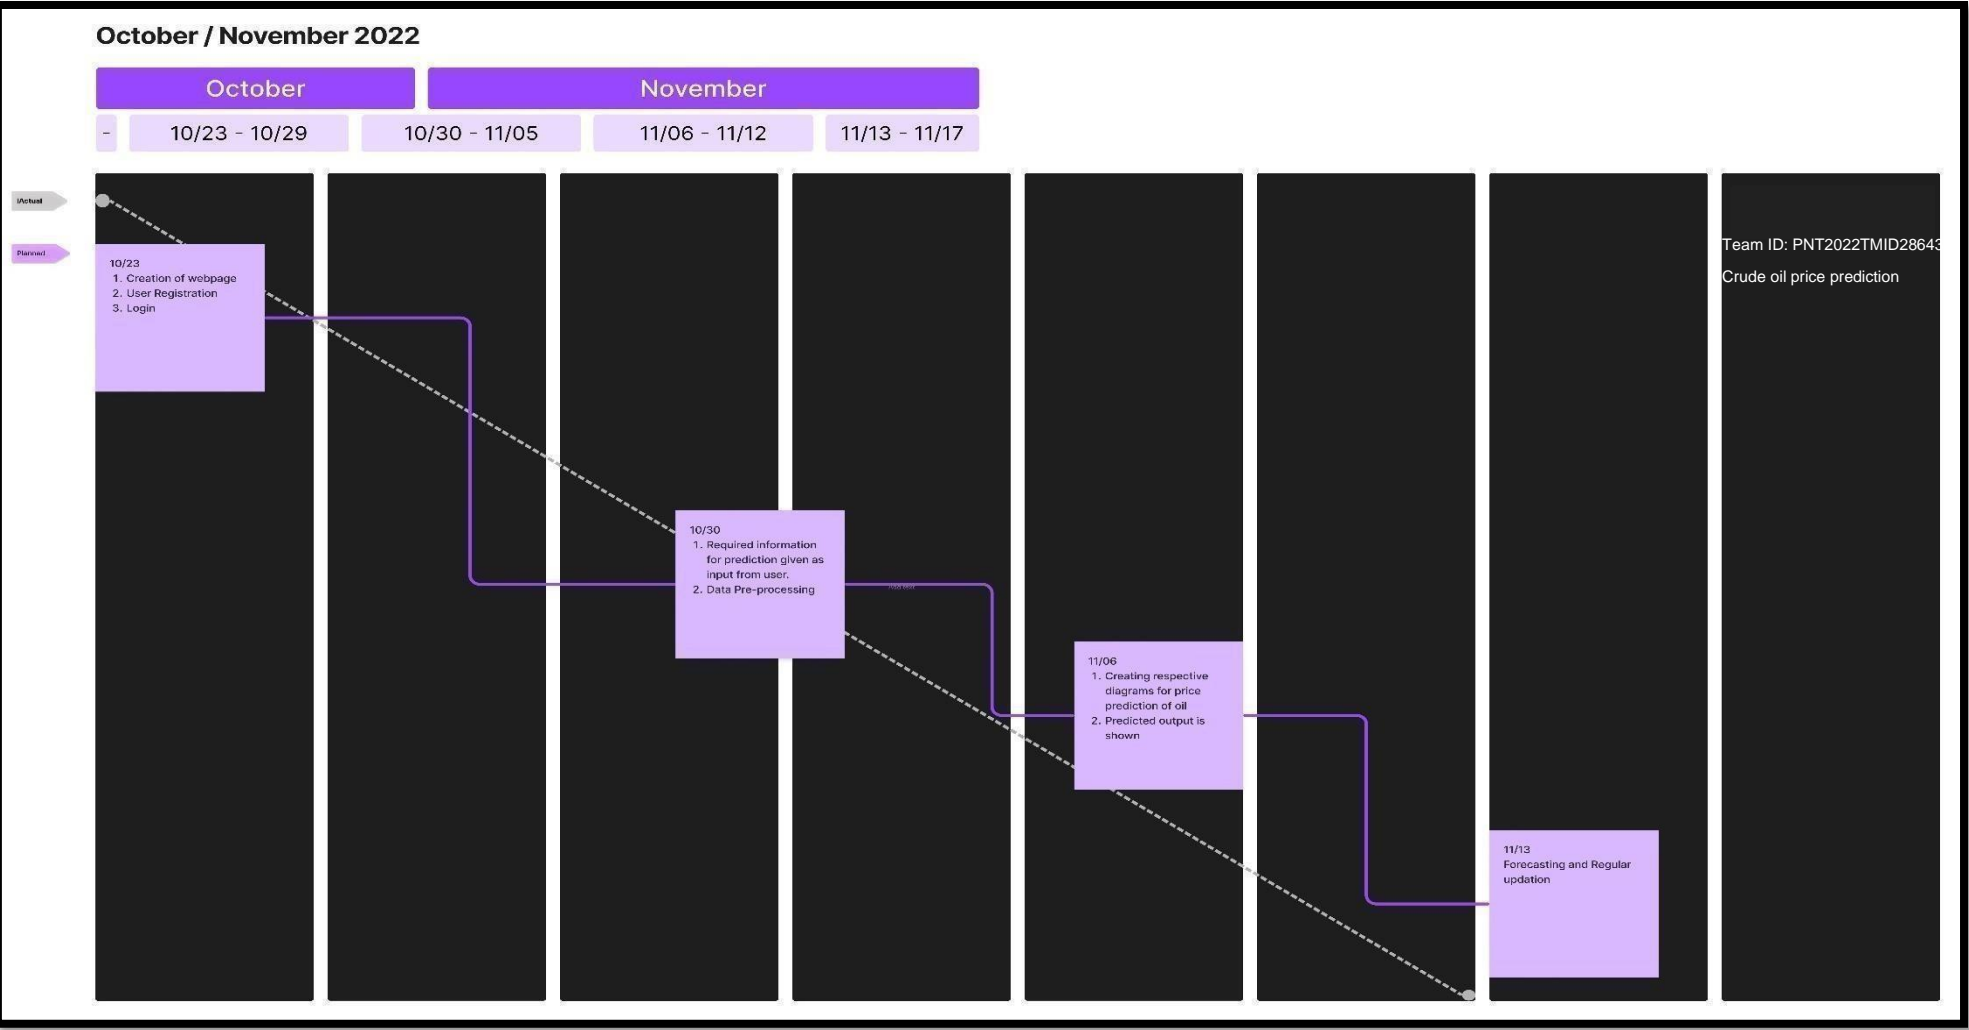 October / November 2022
October
November
-
10/23 - 10/29
10/30 - 11/05
11/06 - 11/12
11/13 - 11/17
Actual
Planned
Team ID: PNT2022TMID28643
Crude oil price prediction
10/23
1. Creation of webpage
2. User Registration
3. Login
10/30
1. Required information
for prediction given as
input from user.
2. Data Pre-processing
11/06
1. Creating respective
diagrams for price
prediction of oil
2. Predicted output is
shown
11/13
Forecasting and Regular
updation